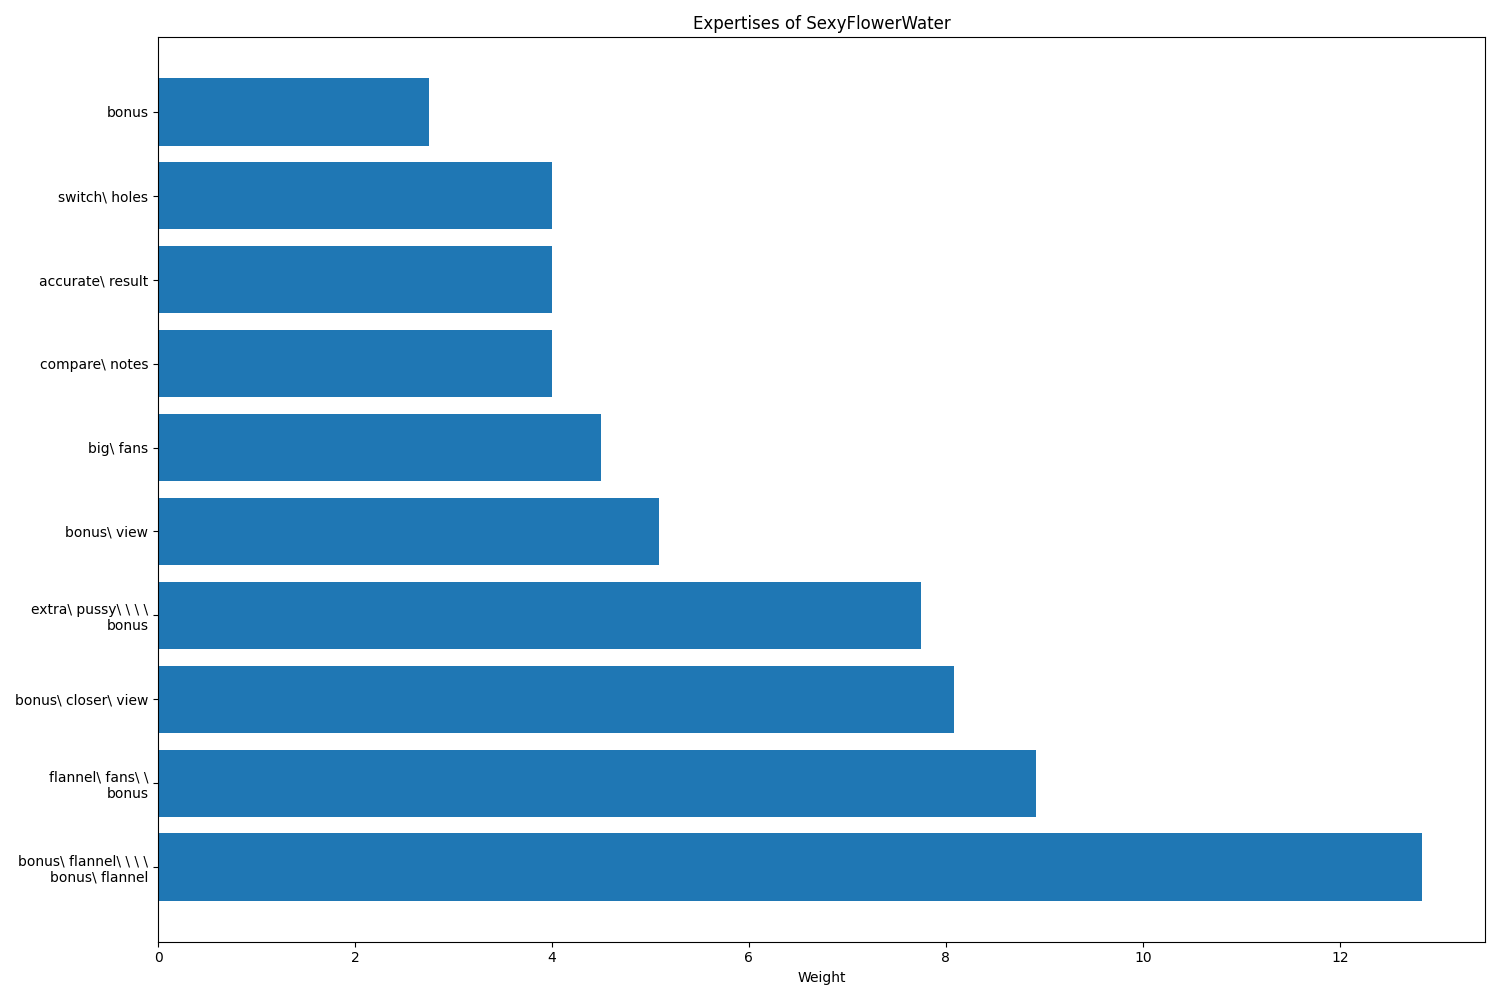 Expertises of SexyFlowerWater
bonus
switch\ holes
accurate\ result
compare\ notes
big\ fans
bonus\ view
extra\ pussy\ \ \ \
bonus
bonus\ closer\ view
flannel\ fans\ \
bonus
bonus\ flannel\ \ \ \
bonus\ flannel
0 2 4 6 8 10 12
Weight